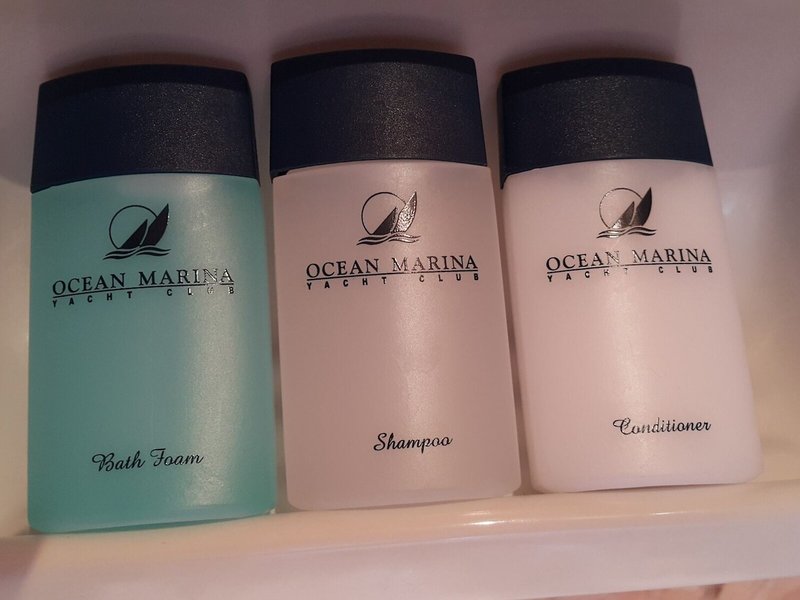 OCEAN MARINA
YACHT CLUB
Bath Foam
OCEAN MARINA
YACHT CLUB
Shampoo
OCEAN MARINA
YACHT CLUB
Conditioner